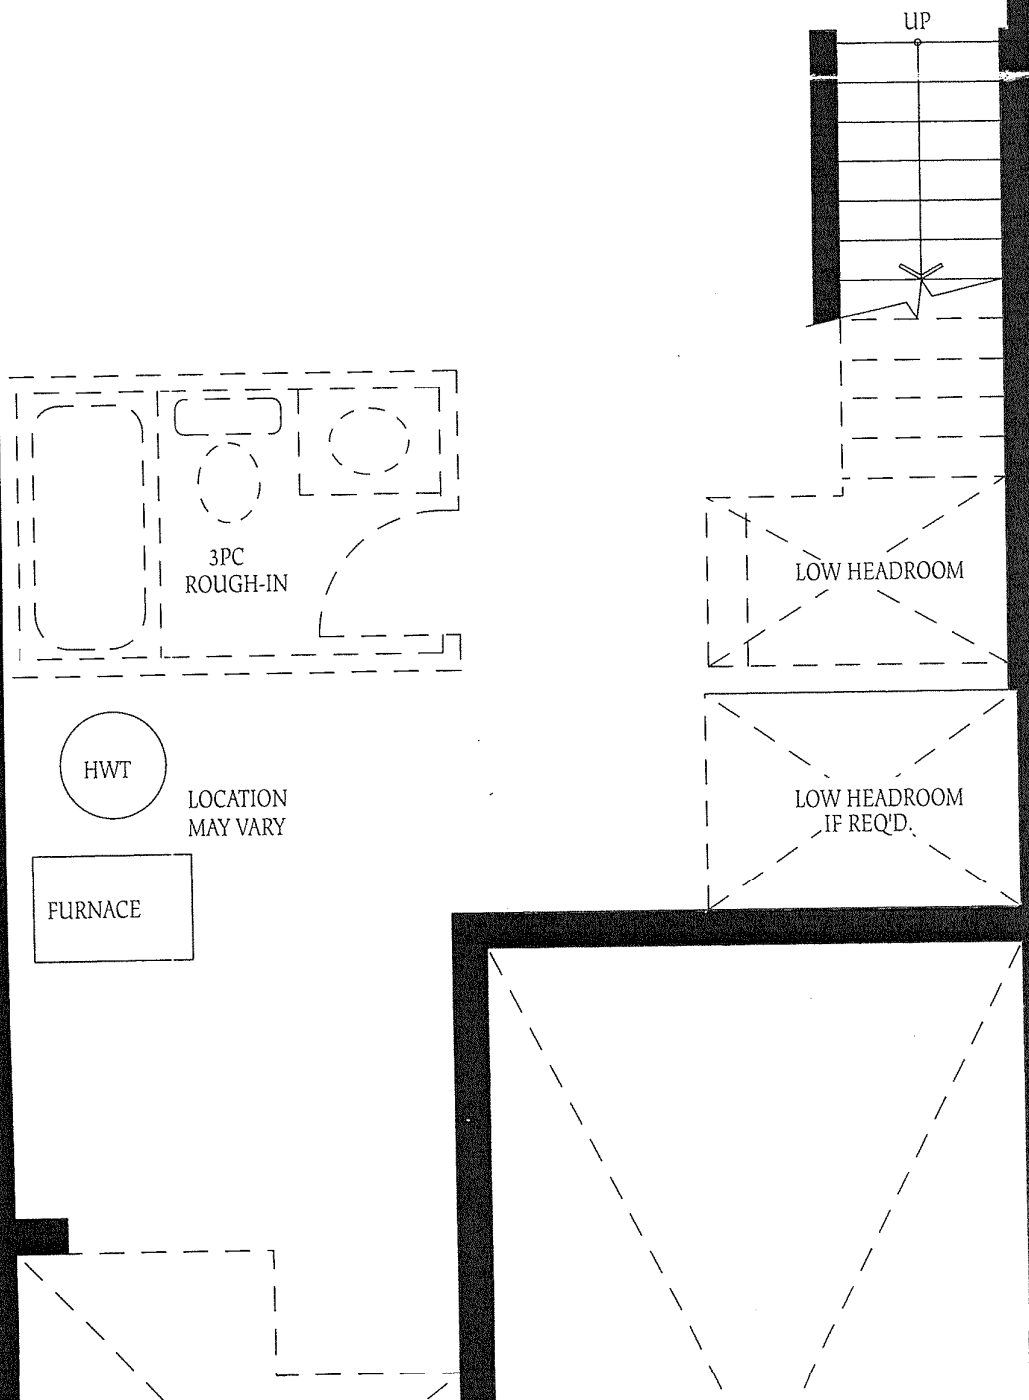 UP
3PC
ROUGH-IN
LOW HEADROOM
HWT
LOCATION
MAY VARY
LOW HEADROOM
IF REQ'D.
FURNACE